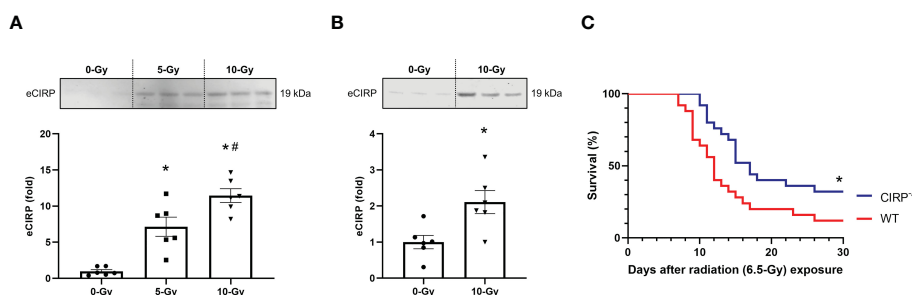 A
B
C
0-Gy 5-Gy 10-Gy
eCIRP 19 kDa
20
15
10
5
0
eCIRP (fold)
*
* #
0-Gy 5-Gy 10-Gy
0-Gy 10-Gy
eCIRP 19 kDa
4
3
2
1
0
eCIRP (fold)
*
0-Gy 10-Gy
100
50
0
Survival (%)
*
CIRP
WT
0 10 20 30
Days after radiation (6.5-Gy) exposure